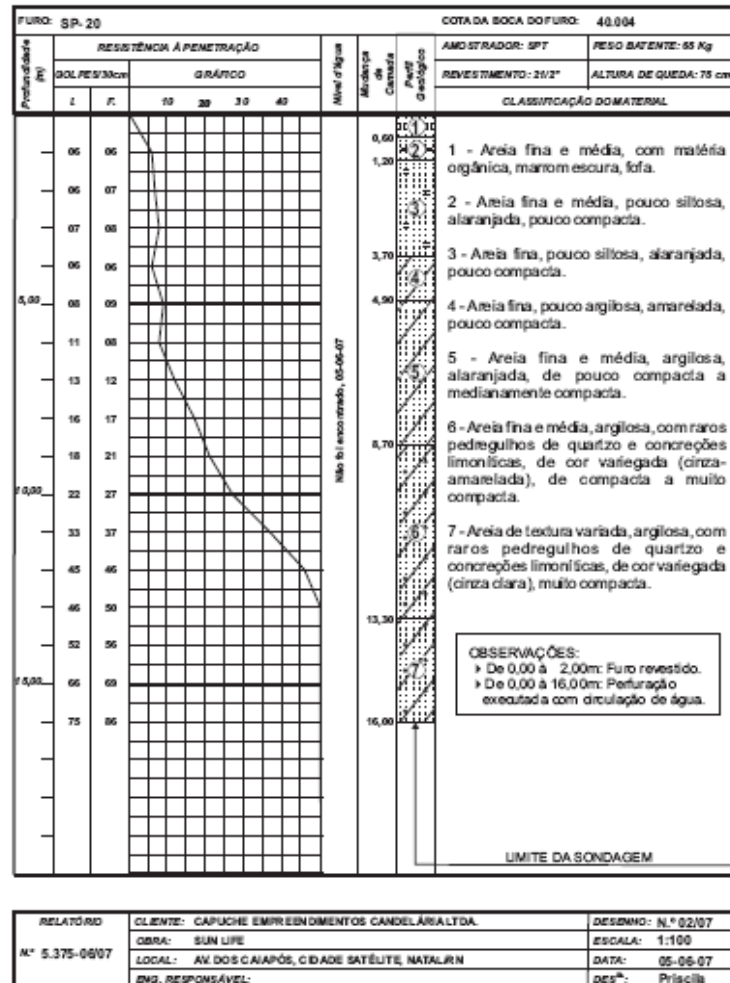 FURO: SP-20 COTA DA BOCA DO FURO: 40.004
Profundidade (m)
RESISTÊNCIA À PENETRAÇÃO
GOLPES/30cm GRÁFICO
I. F. 10 20 30 40
Nível d'água
Mudança de Camada
Perfil Geológico
AMOSTRADOR: SPT PESO BATENTE: 65 Kg
REVESTIMENTO: 21/2" ALTURA DE QUEDA: 75 cm
CLASSIFICAÇÃO DO MATERIAL
06 06
06 07
07 08
06 06
5,00 08 09
11 08
13 12
16 17
18 21
10,00 22 27
33 37
45 46
46 50
52 56
15,00 66 69
75 86
Não foi encontrado, 05-06-07
0,60
1,20
3,70
4,90
8,70
13,30
16,00
1
2
3
4
5
6
7
1 - Areia fina e média, com matéria
orgânica, marrom escura, fofa.
2 - Areia fina e média, pouco siltosa,
alaranjada, pouco compacta.
3 - Areia fina, pouco siltosa, alaranjada,
pouco compacta.
4 - Areia fina, pouco argilosa, amarelada,
pouco compacta.
5 - Areia fina e média, argilosa,
alaranjada, de pouco compacta a
medianamente compacta.
6 - Areia fina e média, argilosa, com raros
pedregulhos de quartzo e concreções
limoníticas, de cor variegada (cinza-
amarelada), de compacta a muito
compacta.
7 - Areia de textura variada, argilosa, com
raros pedregulhos de quartzo e
concreções limoníticas, de cor variegada
(cinza clara), muito compacta.
OBSERVAÇÕES:
De 0,00 à 2,00m: Furo revestido.
De 0,00 à 16,00m: Perfuração
executada com circulação de água.
LIMITE DA SONDAGEM
RELATÓRIO
N.º 5.375-06/07
CLIENTE: CAPUCHE EMPREENDIMENTOS CANDELÁRIA LTDA. DESENHO: N.º 02/07
OBRA: SUN LIFE ESCALA: 1:100
LOCAL: AV. DOS CAIAPÓS, CIDADE SATÉLITE, NATAL/RN DATA: 05-06-07
ENG. RESPONSÁVEL: DESª: Priscila